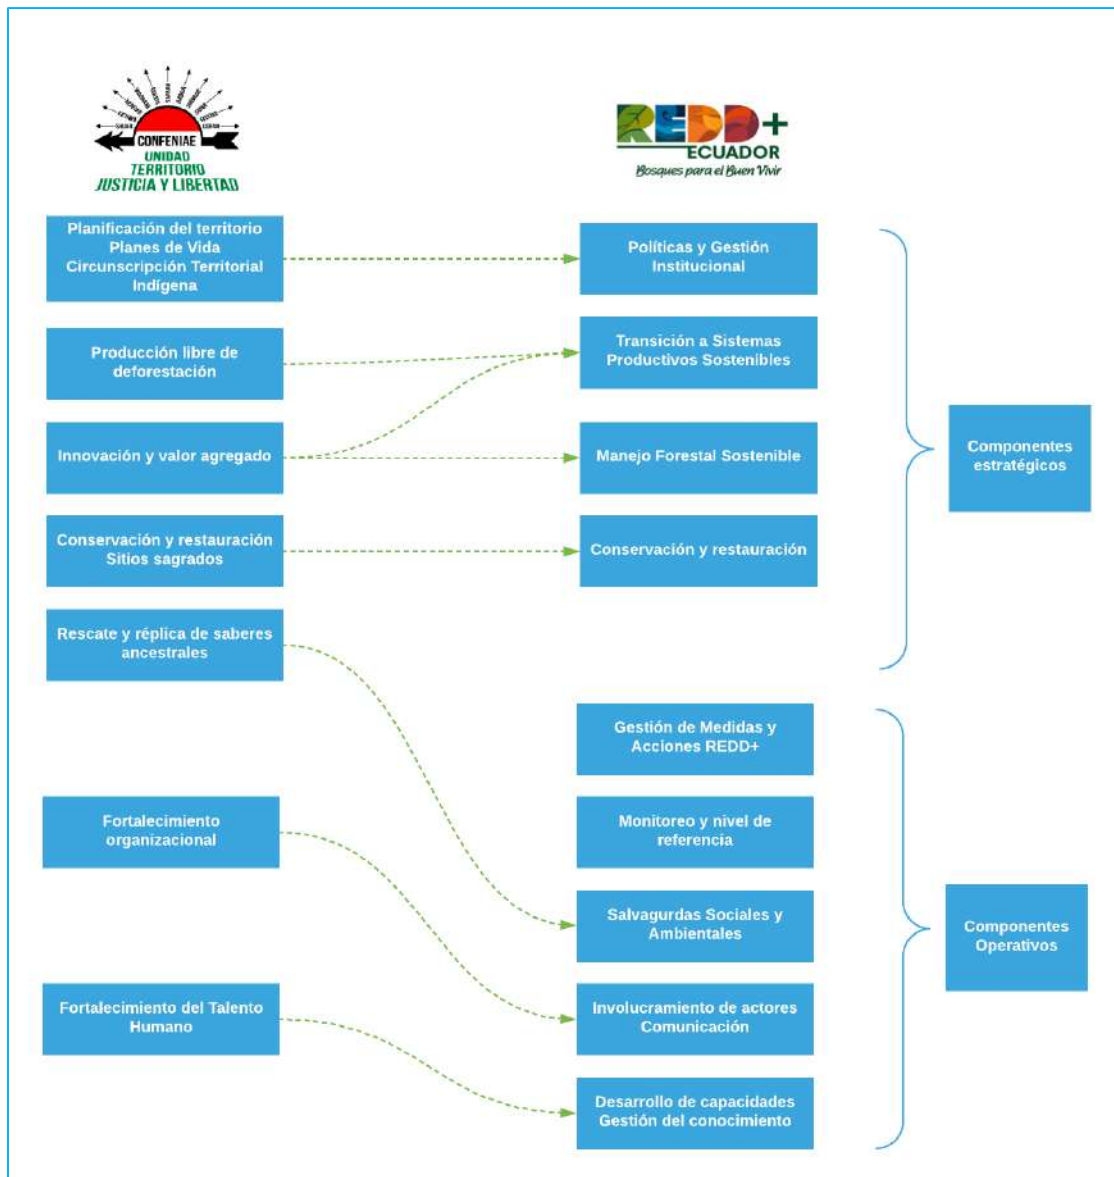 CONFENIAE
UNIDAD
TERRITORIO
JUSTICIA Y LIBERTAD
REDD+
ECUADOR
Bosques para el Buen Vivir
Planificación del territorio
Planes de Vida
Circunscripción Territorial
Indígena
Políticas y Gestión
Institucional
Producción libre de
deforestación
Transición a Sistemas
Productivos Sostenibles
Innovación y valor agregado
Manejo Forestal Sostenible
Componentes
estratégicos
Conservación y restauración
Sitios sagrados
Conservación y restauración
Rescate y réplica de saberes
ancestrales
Gestión de Medidas y
Acciones REDD+
Fortalecimiento
organizacional
Monitoreo y nivel de
referencia
Salvagurdas Sociales y
Ambientales
Componentes
Operativos
Fortalecimiento del Talento
Humano
Involucramiento de actores
Comunicación
Desarrollo de capacidades
Gestión del conocimiento